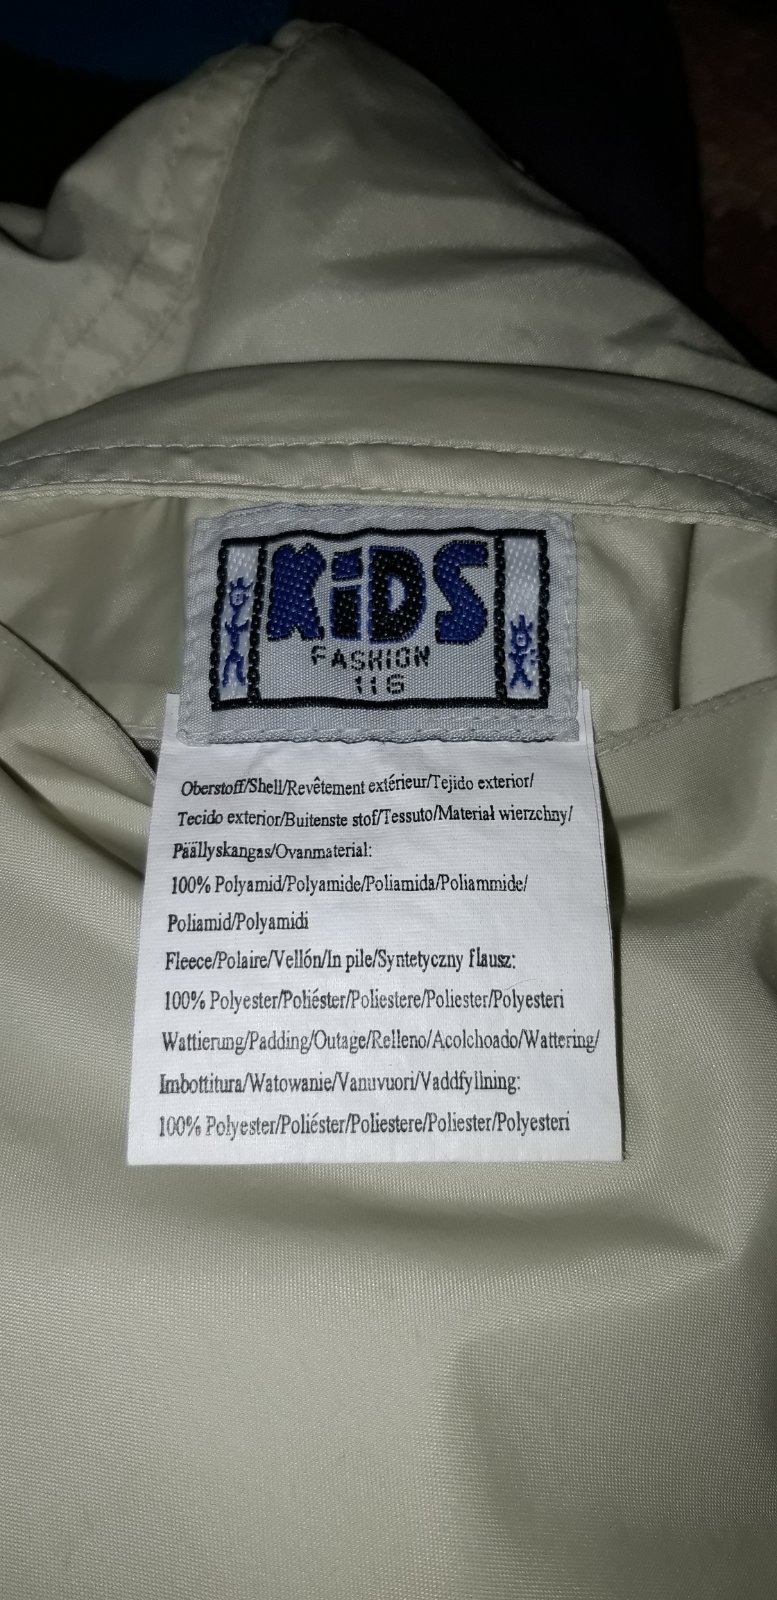 KiDS
FASHION
116
Oberstoff/Shell/Revêtement extérieur/Tejido exterior/
Tecido exterior/Buitenste stof/Tessuto/Materiał wierzchny/
Päällyskangas/Ovanmaterial:
100% Polyamid/Polyamide/Poliamida/Poliammide/
Poliamid/Polyamidi
Fleece/Polaire/Vellón/In pile/Syntetyczny flausz:
100% Polyester/Poliéster/Poliestere/Poliester/Polyesteri
Wattierung/Padding/Outage/Relleno/Acolchoado/Wattering/
Imbottitura/Watowanie/Vanuvuori/Vaddfyllning:
100% Polyester/Poliéster/Poliestere/Poliester/Polyesteri